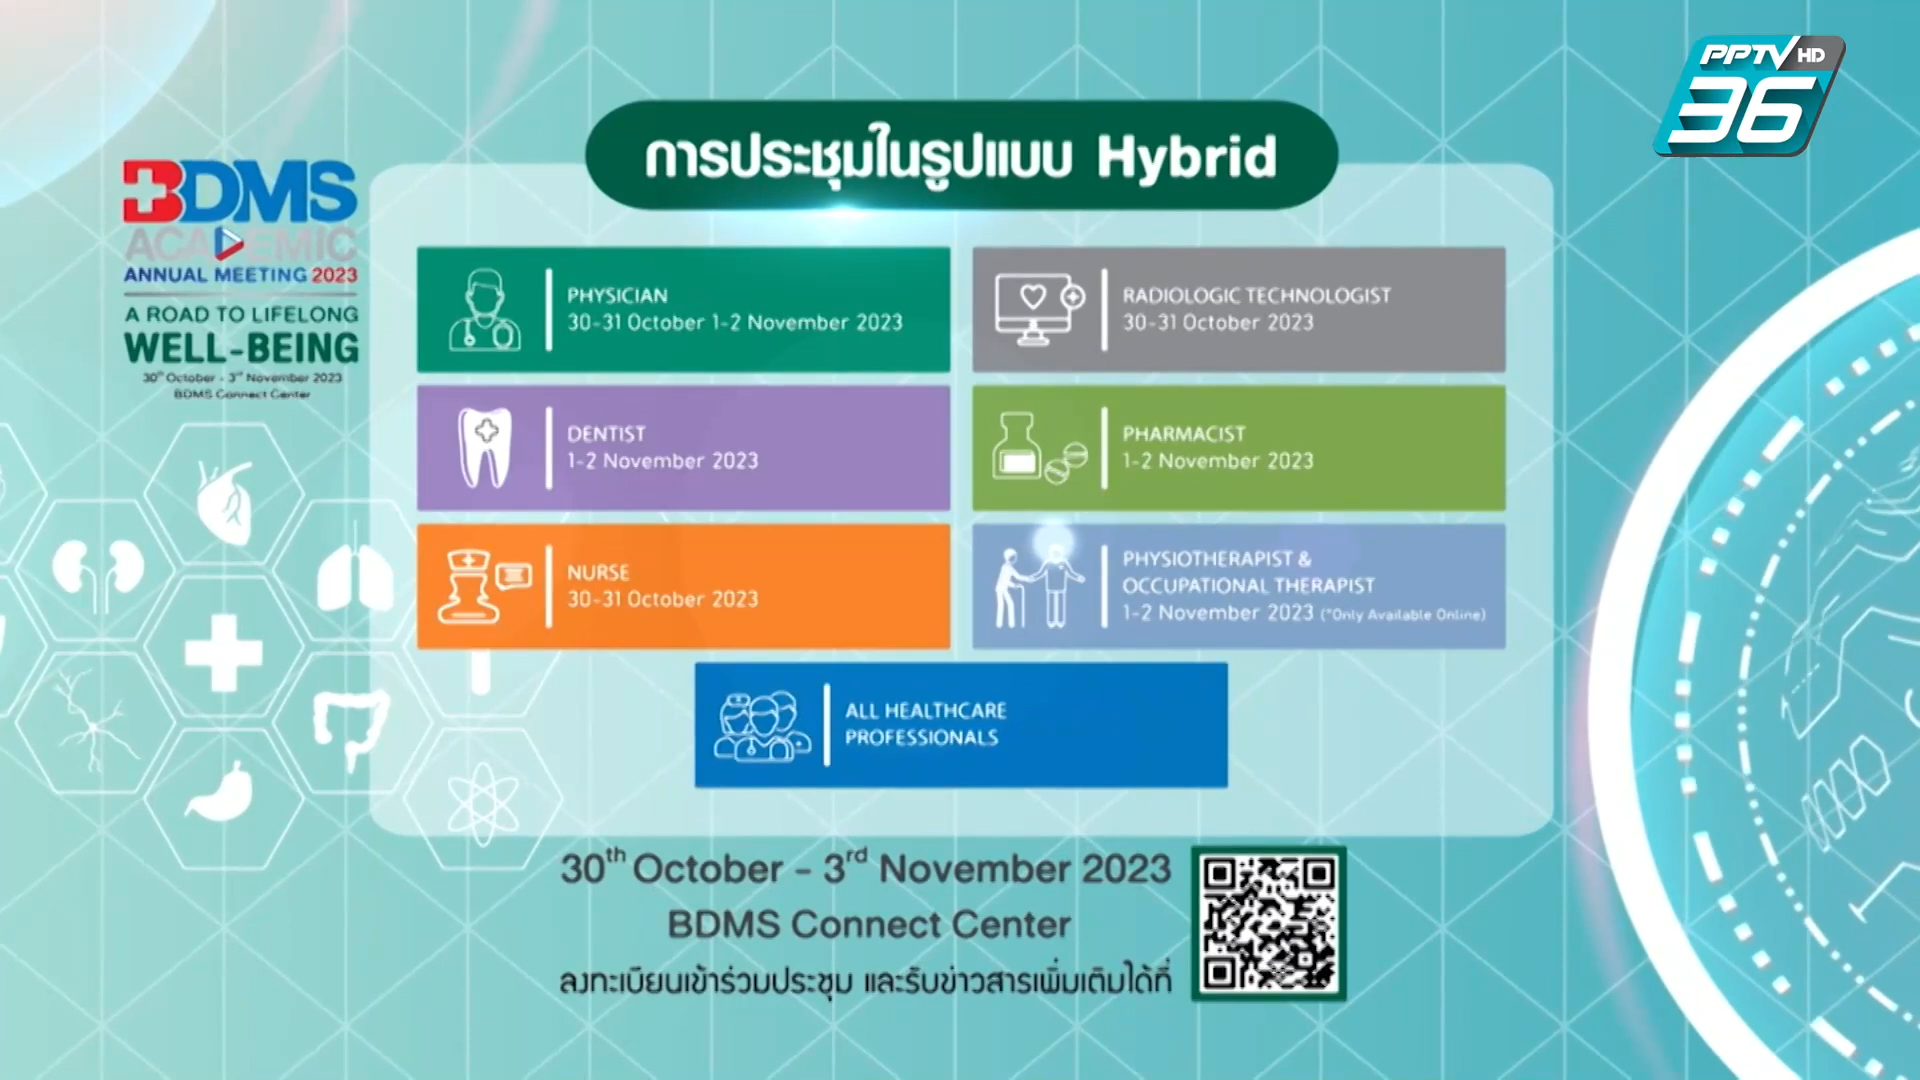 PPTV HD
36
การประชุมในรูปแบบ Hybrid
BDMS
ACADEMIC
ANNUAL MEETING 2023
A ROAD TO LIFELONG
WELL-BEING
30th October - 3rd November 2023
BDMS Connect Center
PHYSICIAN
30-31 October 1-2 November 2023
RADIOLOGIC TECHNOLOGIST
30-31 October 2023
DENTIST
1-2 November 2023
PHARMACIST
1-2 November 2023
NURSE
30-31 October 2023
PHYSIOTHERAPIST &
OCCUPATIONAL THERAPIST
1-2 November 2023 (*Only Available Online)
ALL HEALTHCARE
PROFESSIONALS
30th October - 3rd November 2023
BDMS Connect Center
ลงทะเบียนเข้าร่วมประชุม และรับข่าวสารเพิ่มเติมได้ที่